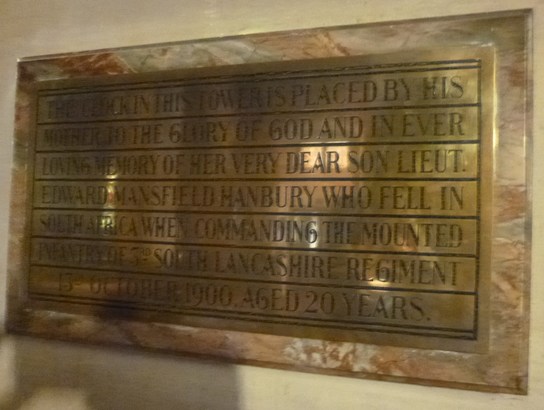 THE CLOCK IN THIS TOWER IS PLACED BY HIS
MOTHER TO THE GLORY OF GOD AND IN EVER
LOVING MEMORY OF HER VERY DEAR SON LIEUT.
EDWARD MANSFIELD HANBURY WHO FELL IN
SOUTH AFRICA WHEN COMMANDING THE MOUNTED
INFANTRY OF 3RD SOUTH LANCASHIRE REGIMENT
OCTOBER 1900. AGED 20 YEARS.